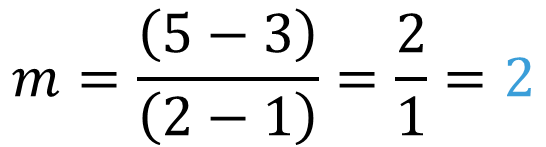 m = (5 − 3) / (2 − 1) = 2 / 1 = 2